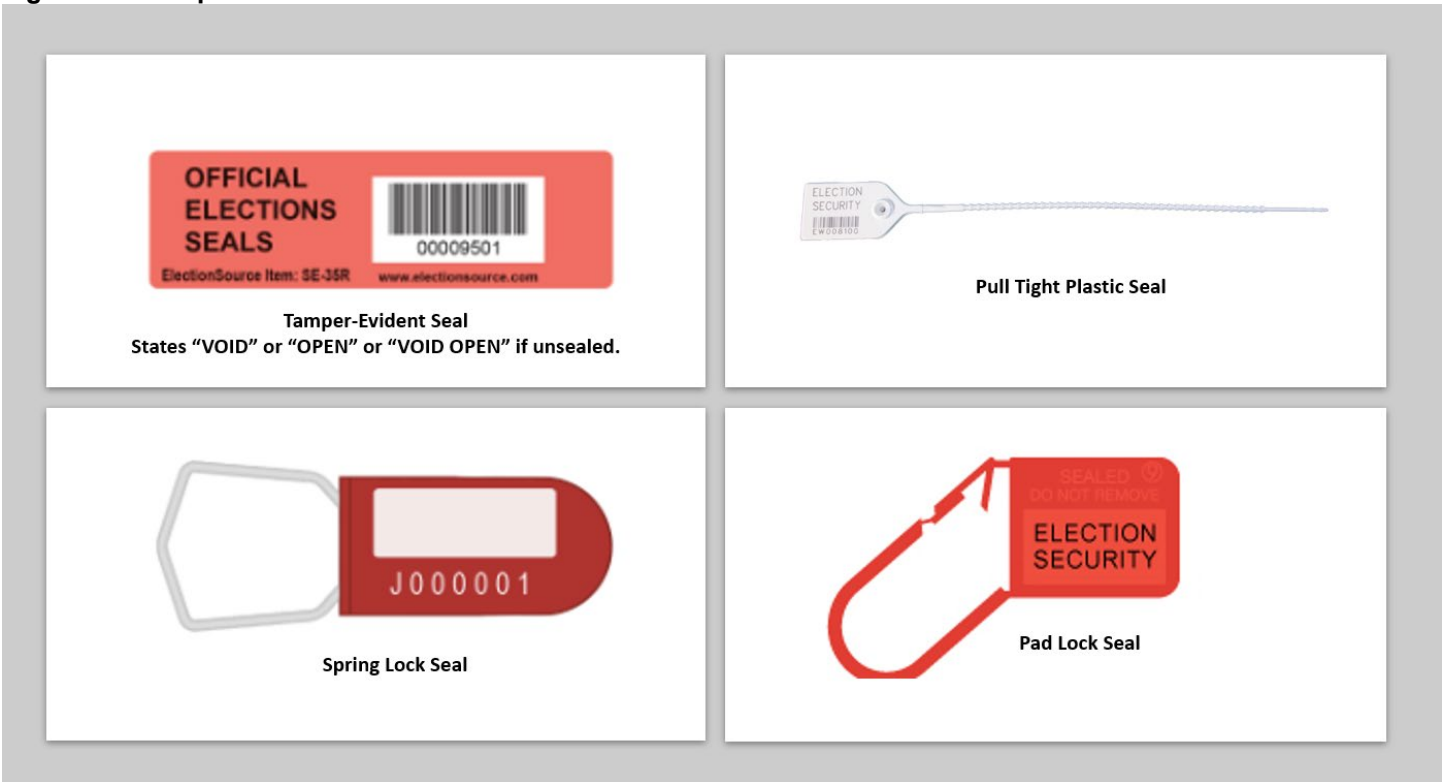 OFFICIAL
ELECTIONS
SEALS
00009501
ElectionSource Item: SE-35R
www.electionsource.com
Tamper-Evident Seal
States “VOID” or “OPEN” or “VOID OPEN” if unsealed.
ELECTION
SECURITY
EW008100
Pull Tight Plastic Seal
J000001
Spring Lock Seal
SEALED
DO NOT REMOVE
ELECTION
SECURITY
Pad Lock Seal